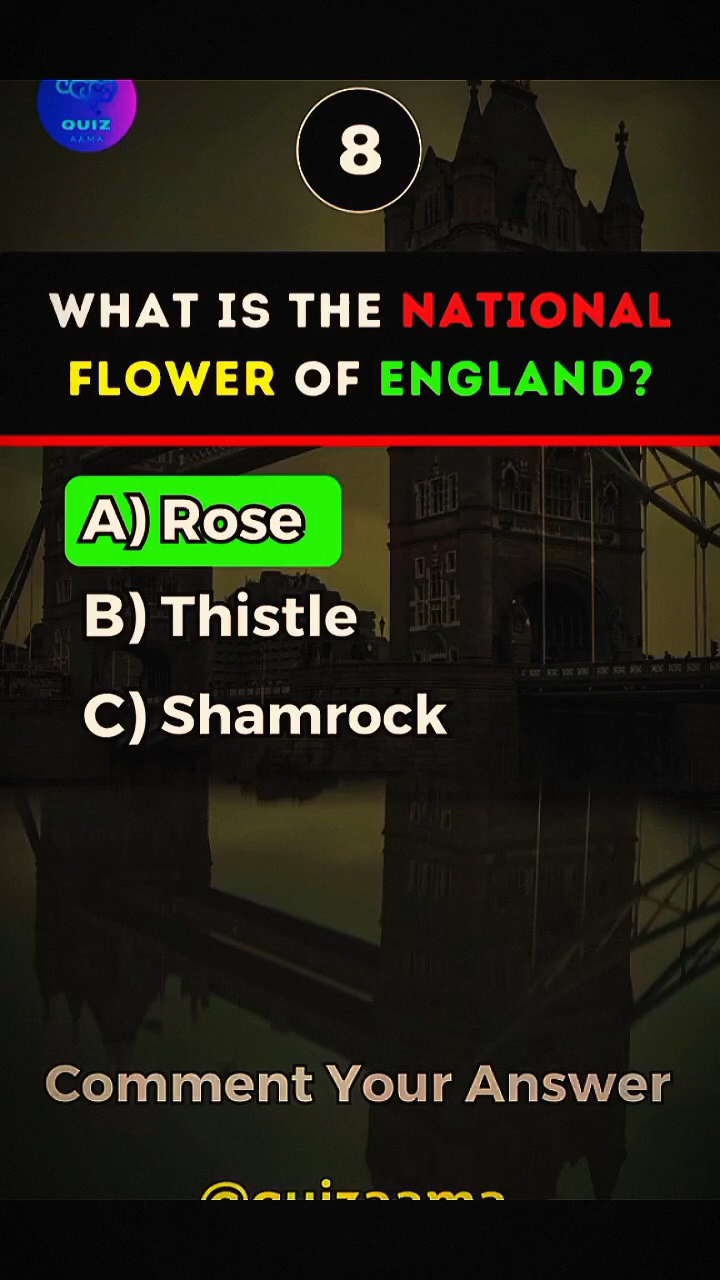 QUIZ
AAMA
8
WHAT IS THE NATIONAL
FLOWER OF ENGLAND?
A) Rose
B) Thistle
C) Shamrock
Comment Your Answer
@quizaama